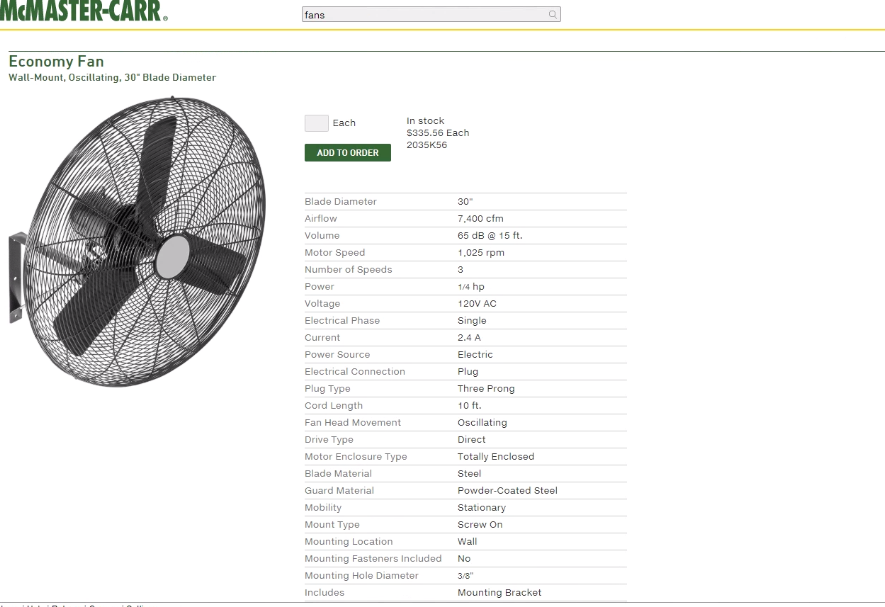 McMASTER-CARR®
fans
Economy Fan
Wall-Mount, Oscillating, 30" Blade Diameter
Each
In stock
$335.56 Each
ADD TO ORDER
2035K56
Blade Diameter 30"
Airflow 7,400 cfm
Volume 65 dB @ 15 ft.
Motor Speed 1,025 rpm
Number of Speeds 3
Power 1/4 hp
Voltage 120V AC
Electrical Phase Single
Current 2.4 A
Power Source Electric
Electrical Connection Plug
Plug Type Three Prong
Cord Length 10 ft.
Fan Head Movement Oscillating
Drive Type Direct
Motor Enclosure Type Totally Enclosed
Blade Material Steel
Guard Material Powder-Coated Steel
Mobility Stationary
Mount Type Screw On
Mounting Location Wall
Mounting Fasteners Included No
Mounting Hole Diameter 3/8"
Includes Mounting Bracket